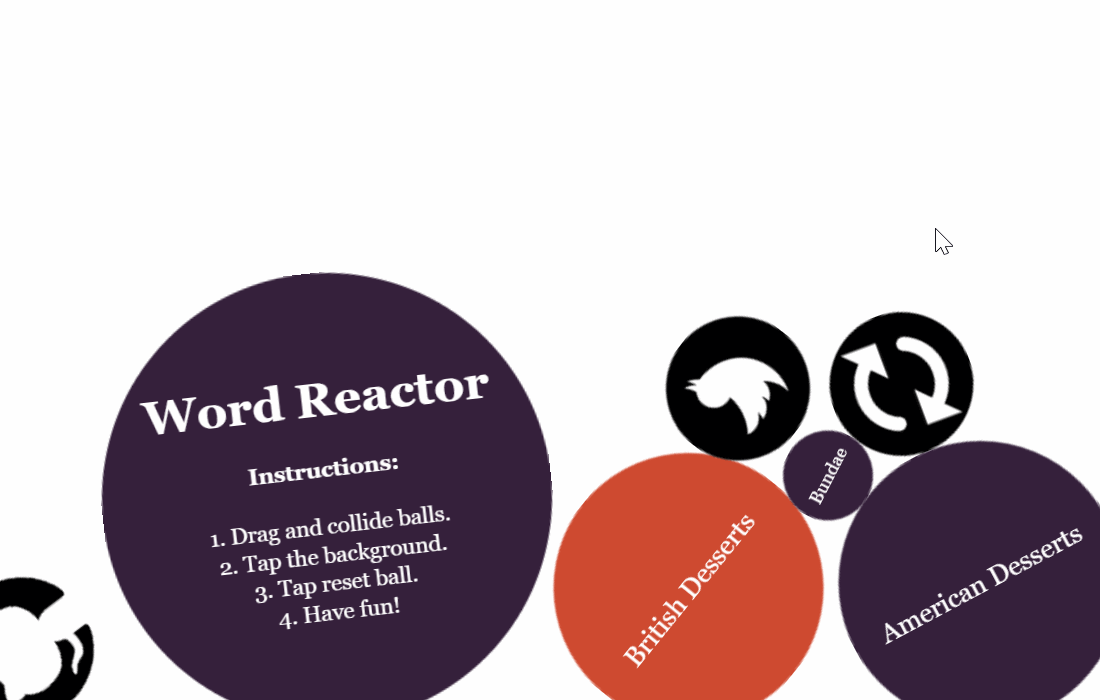 Word Reactor
Instructions:
1. Drag and collide balls.
2. Tap the background.
3. Tap reset ball.
4. Have fun!
British Desserts
Bundae
American Desserts